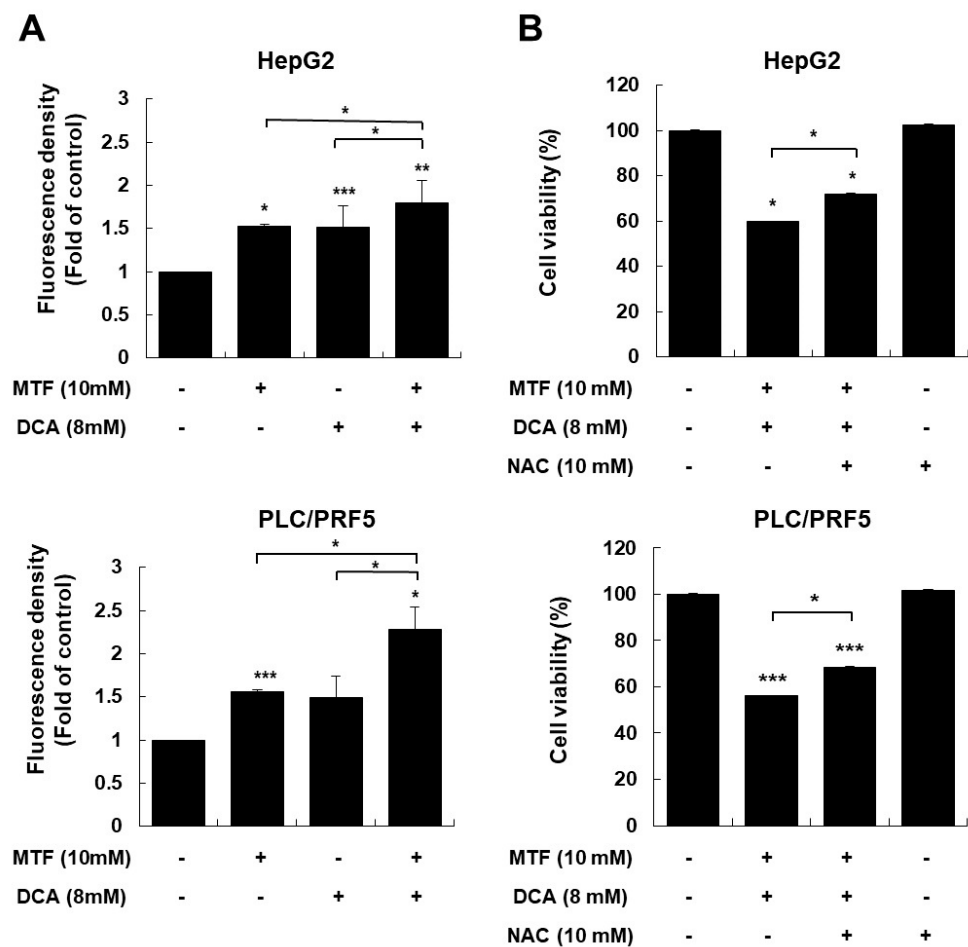 A
HepG2
Fluorescence density
(Fold of control)
3
2.5
2
1.5
1
0.5
0
*
*
*
***
**
MTF (10mM) - + - +
DCA (8mM) - - + +
PLC/PRF5
Fluorescence density
(Fold of control)
3
2.5
2
1.5
1
0.5
0
*
*
***
*
MTF (10mM) - + - +
DCA (8mM) - - + +
B
HepG2
Cell viability (%)
120
100
80
60
40
20
0
*
*
*
MTF (10 mM) - + + -
DCA (8 mM) - + + -
NAC (10 mM) - - + +
PLC/PRF5
Cell viability (%)
120
100
80
60
40
20
0
*
***
***
MTF (10 mM) - + + -
DCA (8 mM) - + + -
NAC (10 mM) - - + +